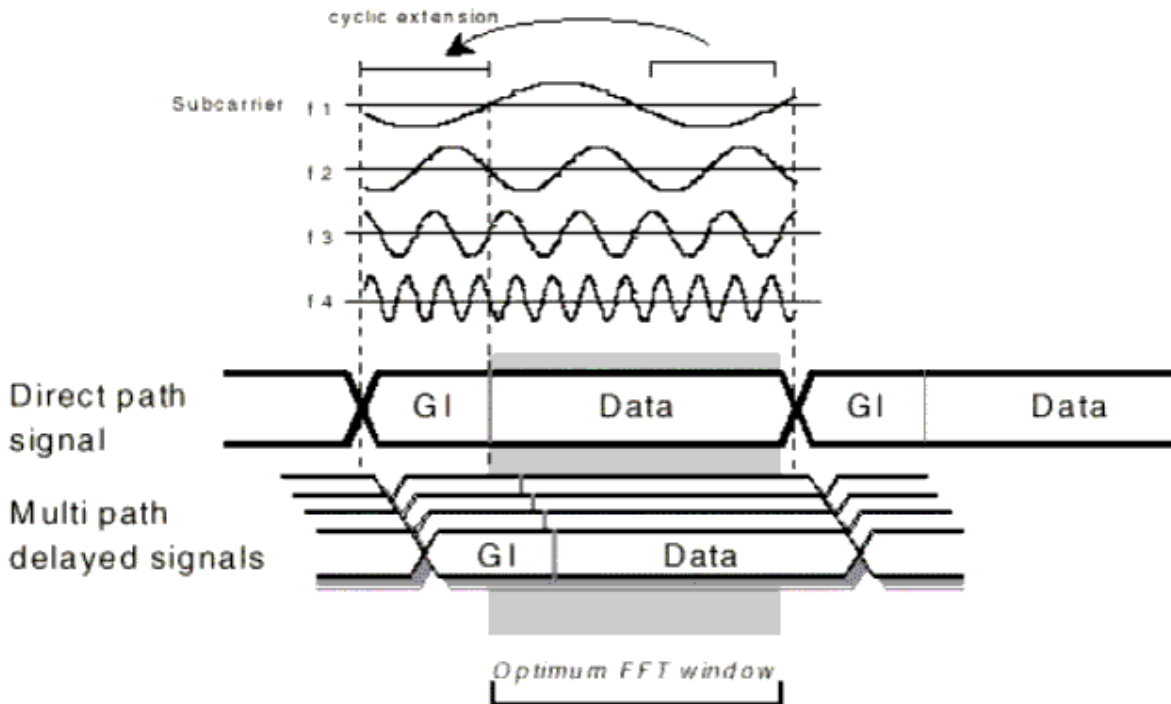 cyclic extension
Subcarrier f 1
f 2
f 3
f 4
Direct path
signal
GI Data GI Data
Multi path
delayed signals
GI Data
Optimum FFT window